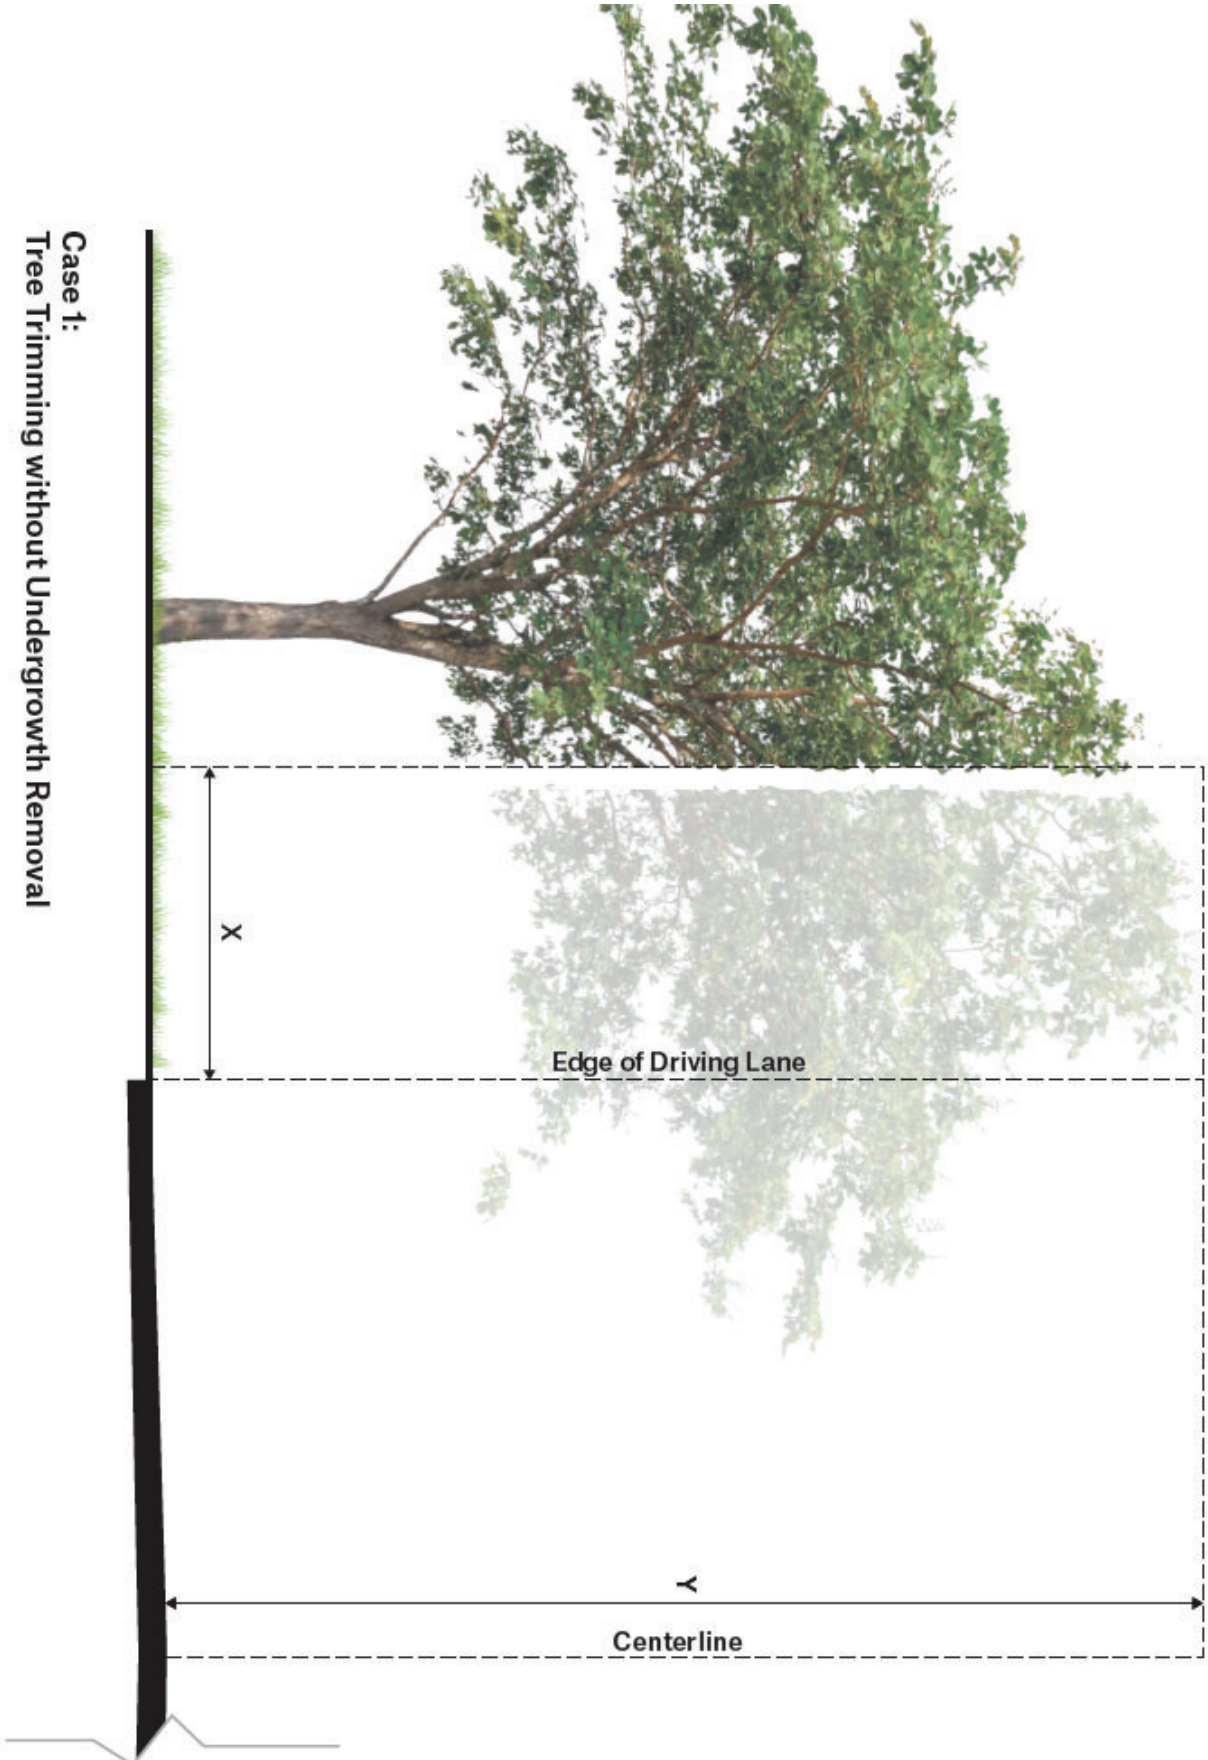 Case 1:
Tree Trimming without Undergrowth Removal
X
Edge of Driving Lane
Y
Centerline